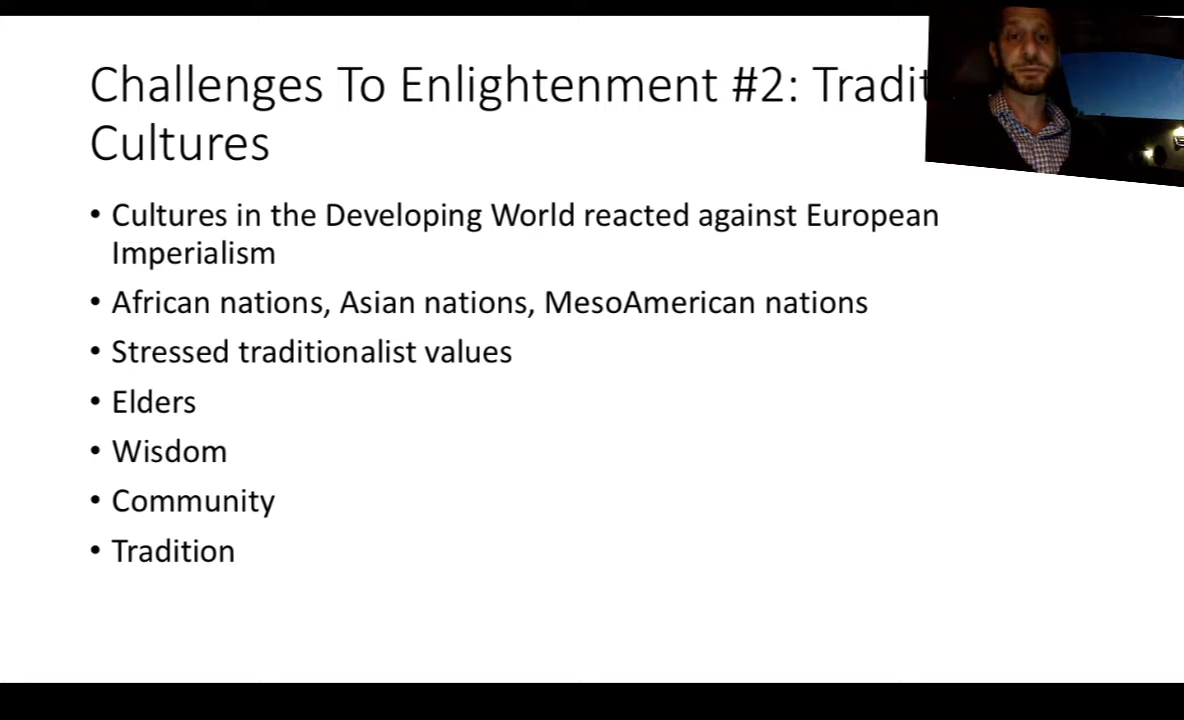 Challenges To Enlightenment #2: Tradit
Cultures
• Cultures in the Developing World reacted against European
Imperialism
• African nations, Asian nations, MesoAmerican nations
• Stressed traditionalist values
• Elders
• Wisdom
• Community
• Tradition